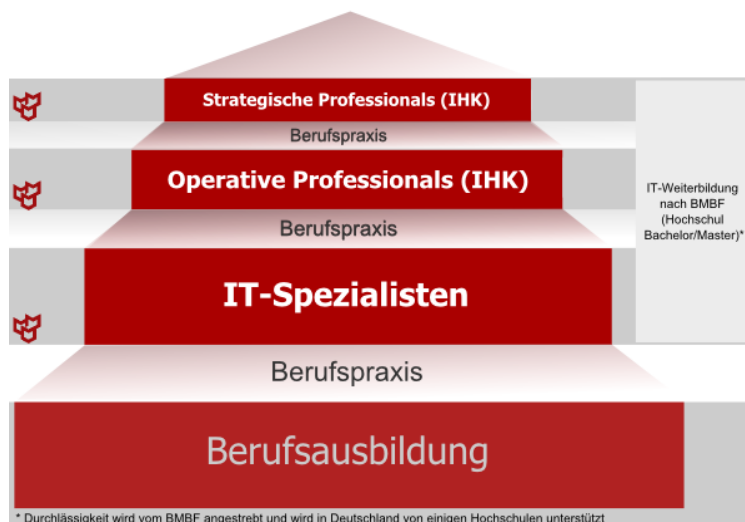 Strategische Professionals (IHK)
Berufspraxis
Operative Professionals (IHK)
Berufspraxis
IT-Spezialisten
Berufspraxis
Berufsausbildung
IT-Weiterbildung
nach BMBF
(Hochschul
Bachelor/Master)*
* Durchlässigkeit wird vom BMBF angestrebt und wird in Deutschland von einigen Hochschulen unterstützt